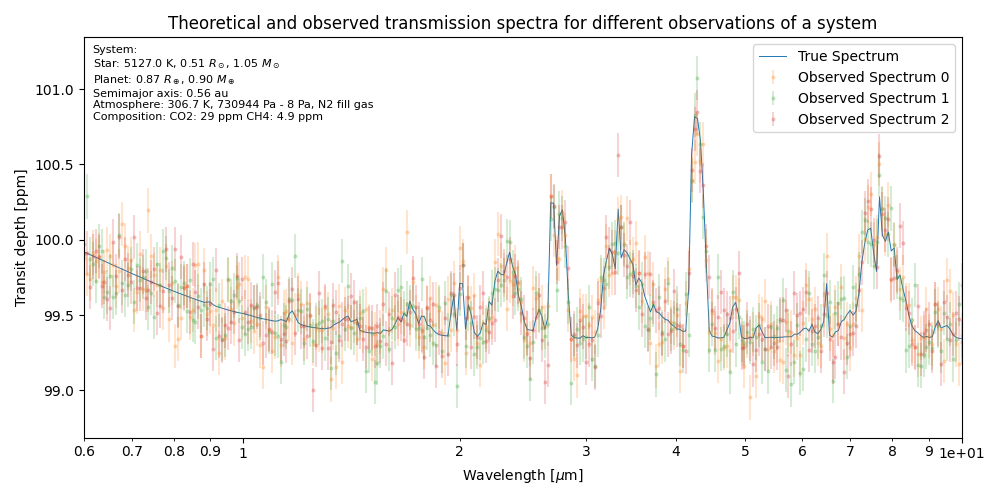 Theoretical and observed transmission spectra for different observations of a system
System:
Star: 5127.0 K, 0.51 R⊙, 1.05 M⊙
Planet: 0.87 R⊕, 0.90 M⊕
Semimajor axis: 0.56 au
Atmosphere: 306.7 K, 730944 Pa - 8 Pa, N2 fill gas
Composition: CO2: 29 ppm CH4: 4.9 ppm
True Spectrum
Observed Spectrum 0
Observed Spectrum 1
Observed Spectrum 2
Transit depth [ppm]
101.0
100.5
100.0
99.5
99.0
0.6 0.7 0.8 0.9 1 2 3 4 5 6 7 8 9 1e+01
Wavelength [μm]